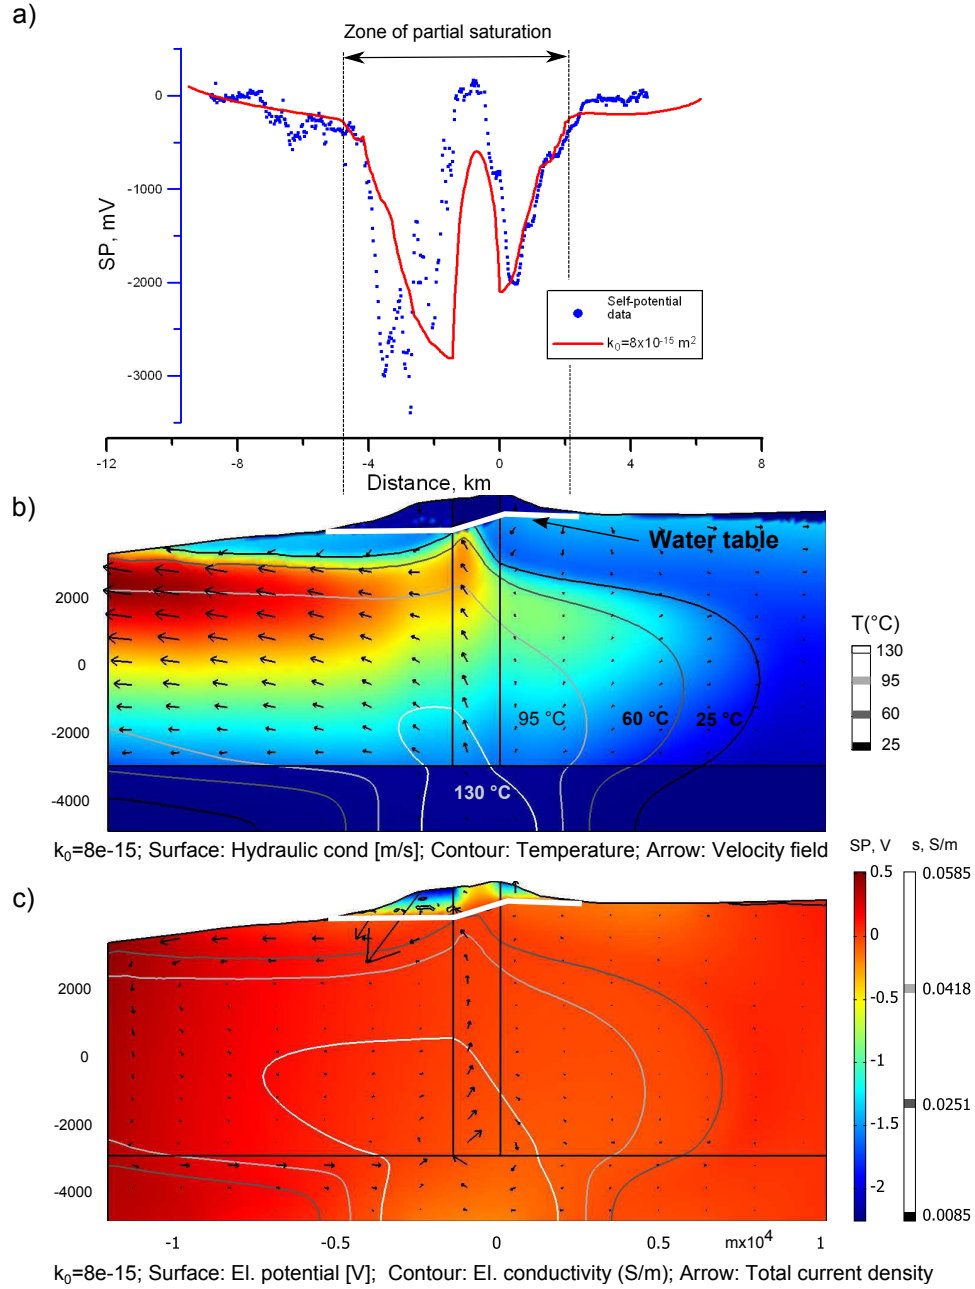 a)
Zone of partial saturation
0
-1000
-2000
-3000
SP, mV
Self-potential
data
k₀=8x10⁻¹⁵ m²
-12
-8
-4
0
4
8
Distance, km
b)
Water table
2000
0
-2000
-4000
95 °C
60 °C
25 °C
130 °C
T(°C)
130
95
60
25
k₀=8e-15; Surface: Hydraulic cond [m/s]; Contour: Temperature; Arrow: Velocity field
c)
2000
0
-2000
-4000
-1
-0.5
0
0.5
mx10⁴
1
SP, V
0.5
0
-0.5
-1
-1.5
-2
s, S/m
0.0585
0.0418
0.0251
0.0085
k₀=8e-15; Surface: El. potential [V]; Contour: El. conductivity (S/m); Arrow: Total current density